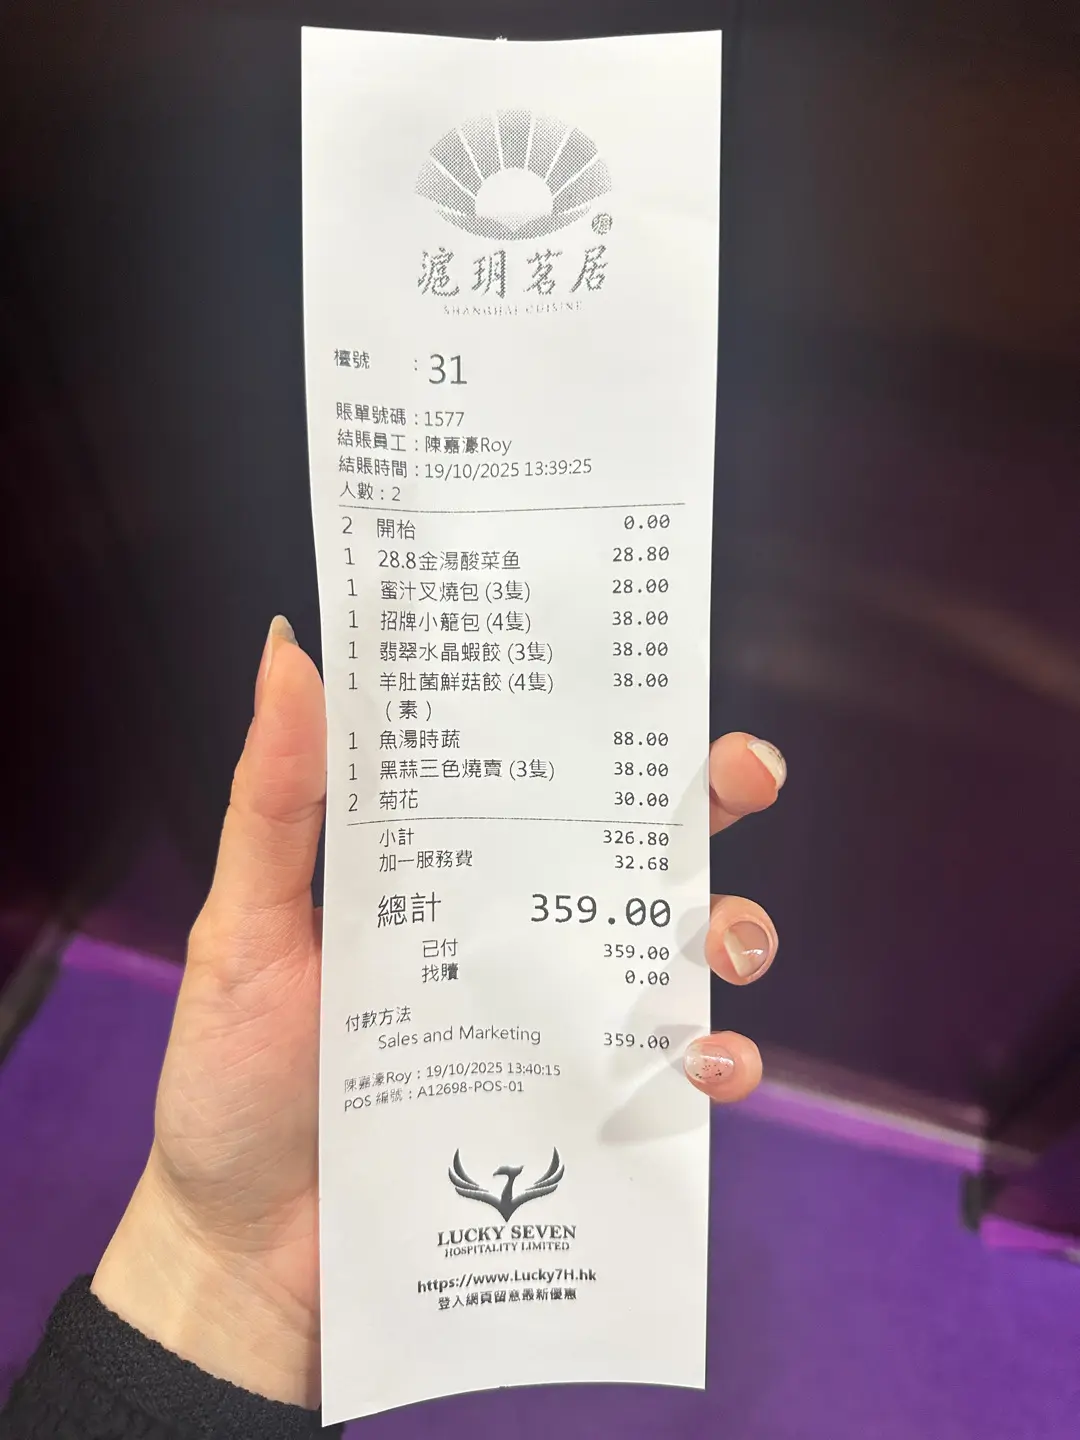 滬玥茗居
SHANGHAI CUISINE
檯號 : 31
賬單號碼 : 1577
結賬員工 : 陳嘉濠Roy
結賬時間 : 19/10/2025 13:39:25
人數 : 2
2 開枱 0.00
1 28.8金湯酸菜鱼 28.80
1 蜜汁叉燒包 (3隻) 28.00
1 招牌小籠包 (4隻) 38.00
1 翡翠水晶蝦餃 (3隻) 38.00
1 羊肚菌鮮菇餃 (4隻) 38.00
（素）
1 魚湯時蔬 88.00
1 黑蒜三色燒賣 (3隻) 38.00
2 菊花 30.00
小計 326.80
加一服務費 32.68
總計 359.00
已付 359.00
找贖 0.00
付款方法
Sales and Marketing 359.00
陳嘉濠Roy : 19/10/2025 13:40:15
POS 編號 : A12698-POS-01
LUCKY SEVEN
HOSPITALITY LIMITED
https://www.Lucky7H.hk
登入網頁留意最新優惠